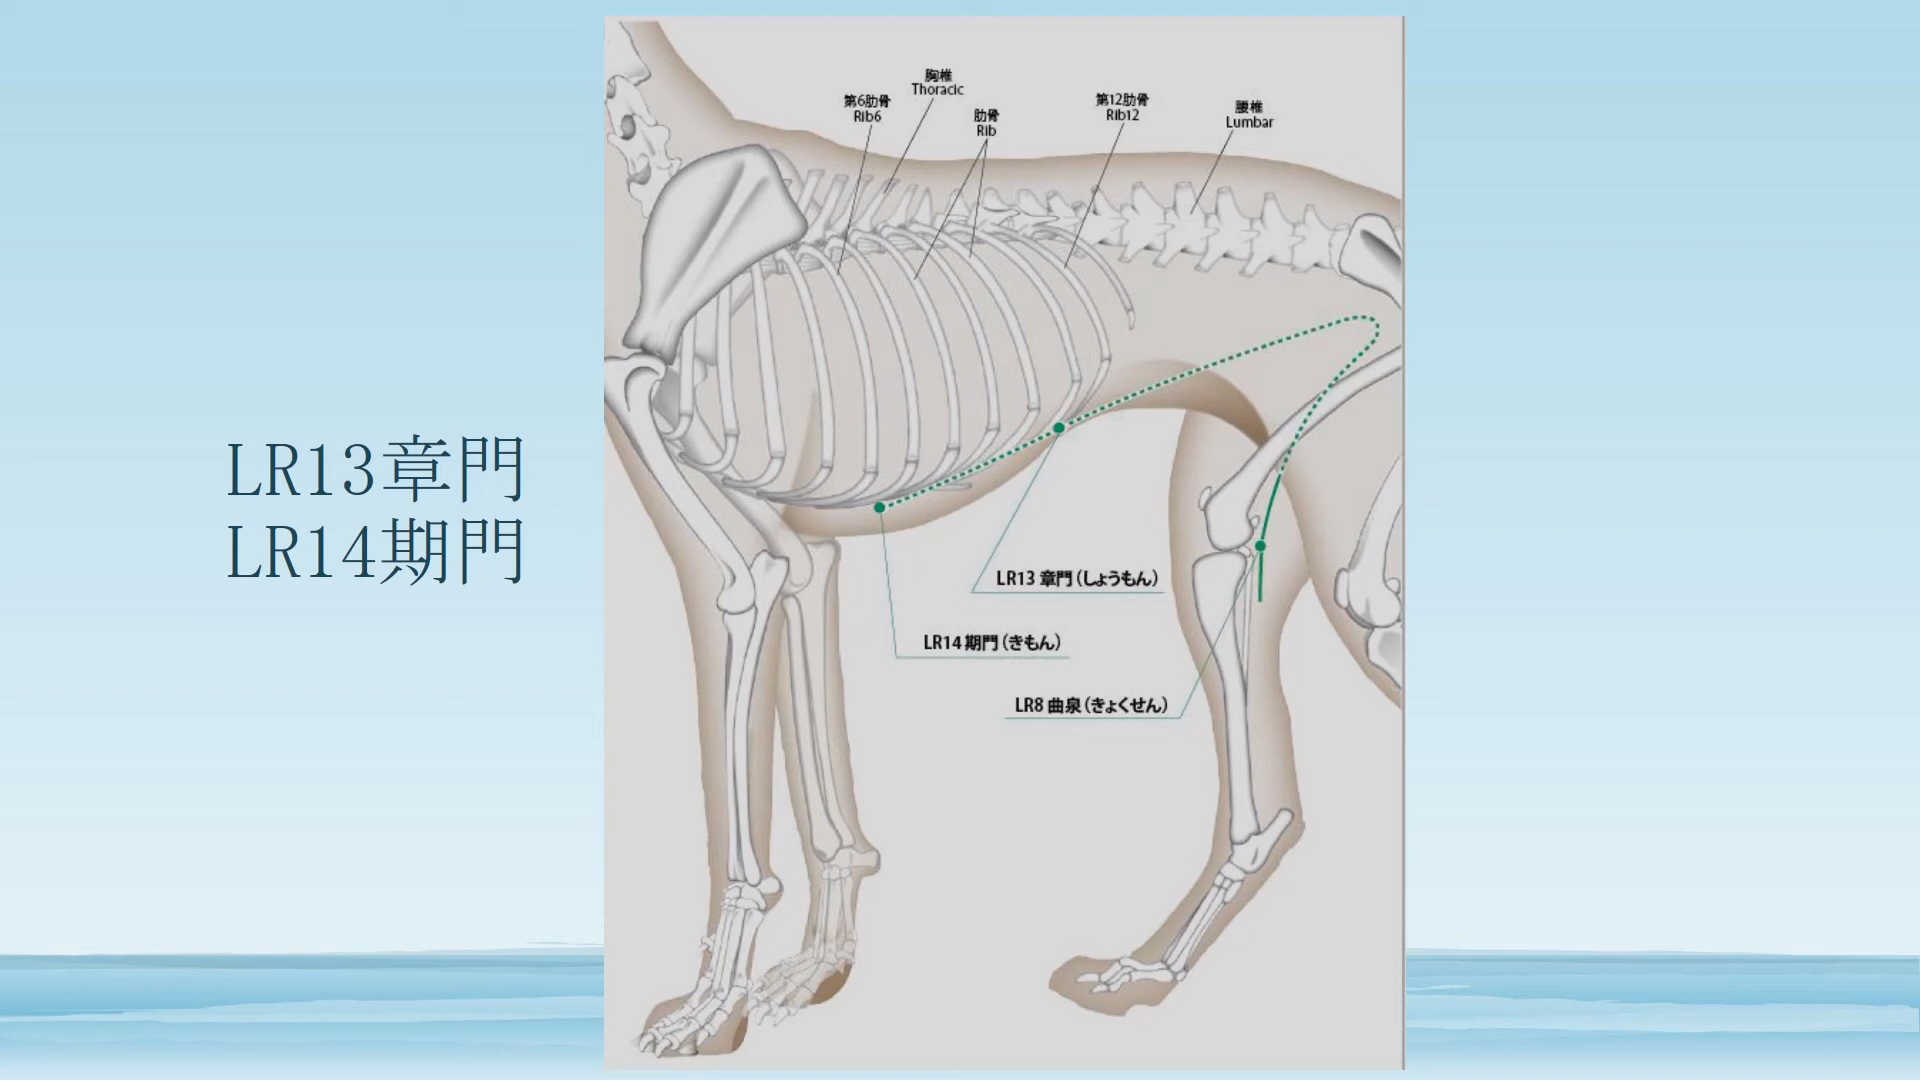 LR13章門
LR14期門
胸椎
Thoracic
第6肋骨
Rib6
肋骨
Rib
第12肋骨
Rib12
腰椎
Lumbar
LR13 章門(しょうもん)
LR14 期門(きもん)
LR8 曲泉(きょくせん)